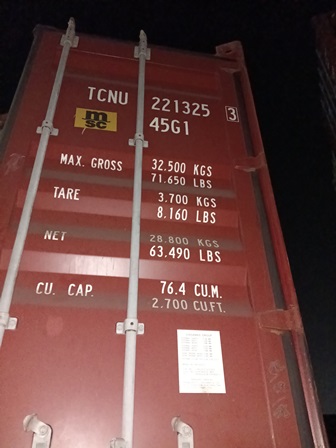 TCNU 221325 3
45G1
m
sc
MAX. GROSS 32.500 KGS
71.650 LBS
TARE 3.700 KGS
8.160 LBS
NET 28.800 KGS
63.490 LBS
CU. CAP. 76.4 CU.M.
2.700 CU.FT.